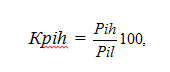 Kpih = Pih/Pil 100,